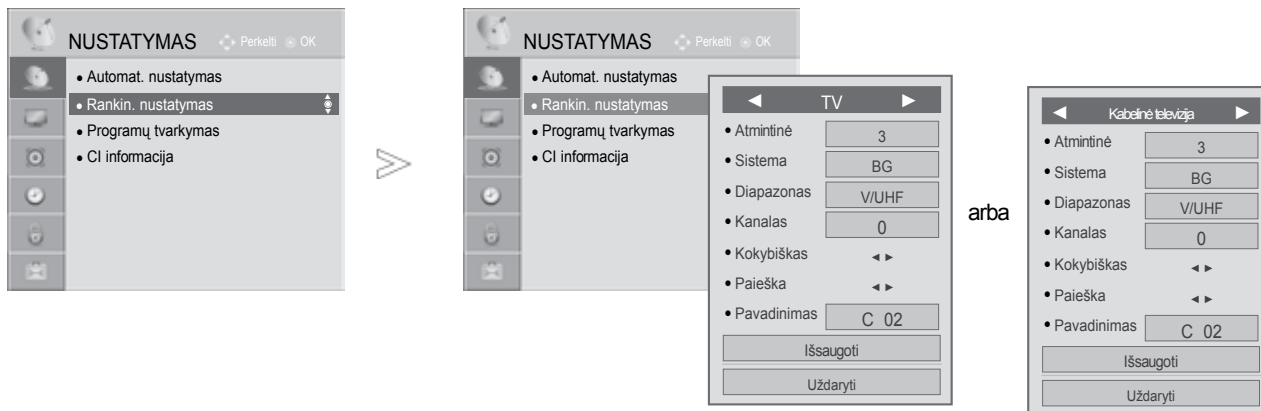 NUSTATYMAS Perkelti OK
• Automat. nustatymas
• Rankin. nustatymas
• Programų tvarkymas
• CI informacija
NUSTATYMAS Perkelti OK
• Automat. nustatymas
• Rankin. nustatymas
• Programų tvarkymas
• CI informacija
◄ TV ►
• Atmintinė 3
• Sistema BG
• Diapazonas V/UHF
• Kanalas 0
• Kokybiškas ◄ ►
• Paieška ◄ ►
• Pavadinimas C 02
Išsaugoti
Uždaryti
arba
◄ Kabelinė televizija ►
• Atmintinė 3
• Sistema BG
• Diapazonas V/UHF
• Kanalas 0
• Kokybiškas ◄ ►
• Paieška ◄ ►
• Pavadinimas C 02
Išsaugoti
Uždaryti